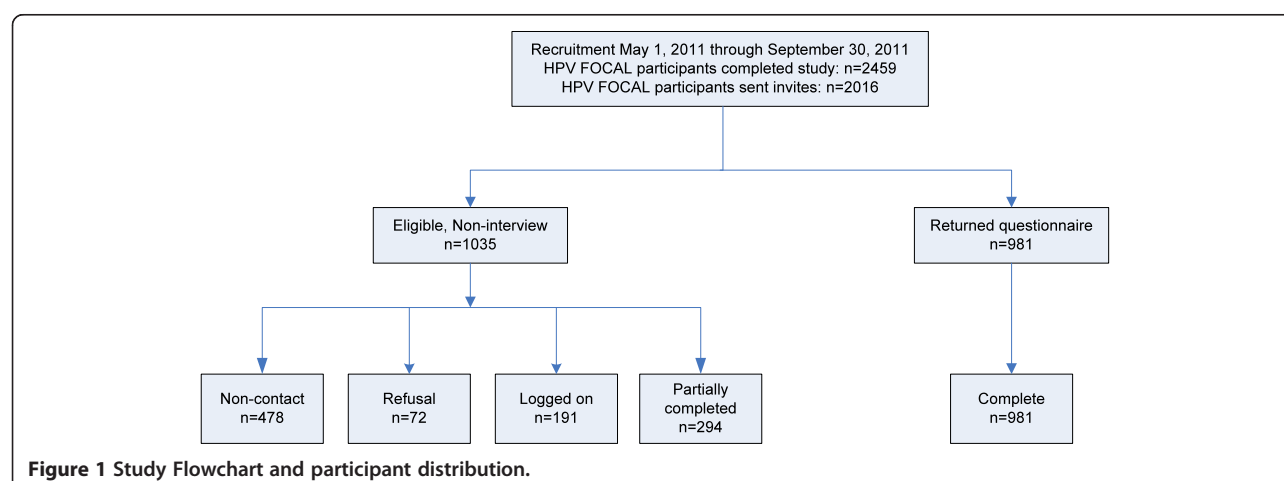 Recruitment May 1, 2011 through September 30, 2011
HPV FOCAL participants completed study: n=2459
HPV FOCAL participants sent invites: n=2016
Eligible, Non-interview
n=1035
Returned questionnaire
n=981
Non-contact
n=478
Refusal
n=72
Logged on
n=191
Partially
completed
n=294
Complete
n=981
Figure 1 Study Flowchart and participant distribution.